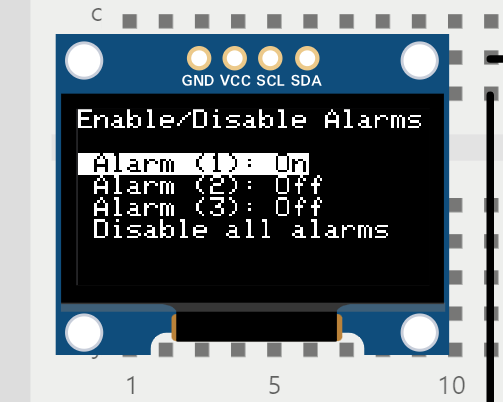 c
GND VCC SCL SDA
Enable/Disable Alarms
Alarm (1): On
Alarm (2): Off
Alarm (3): Off
Disable all alarms
1 5 10